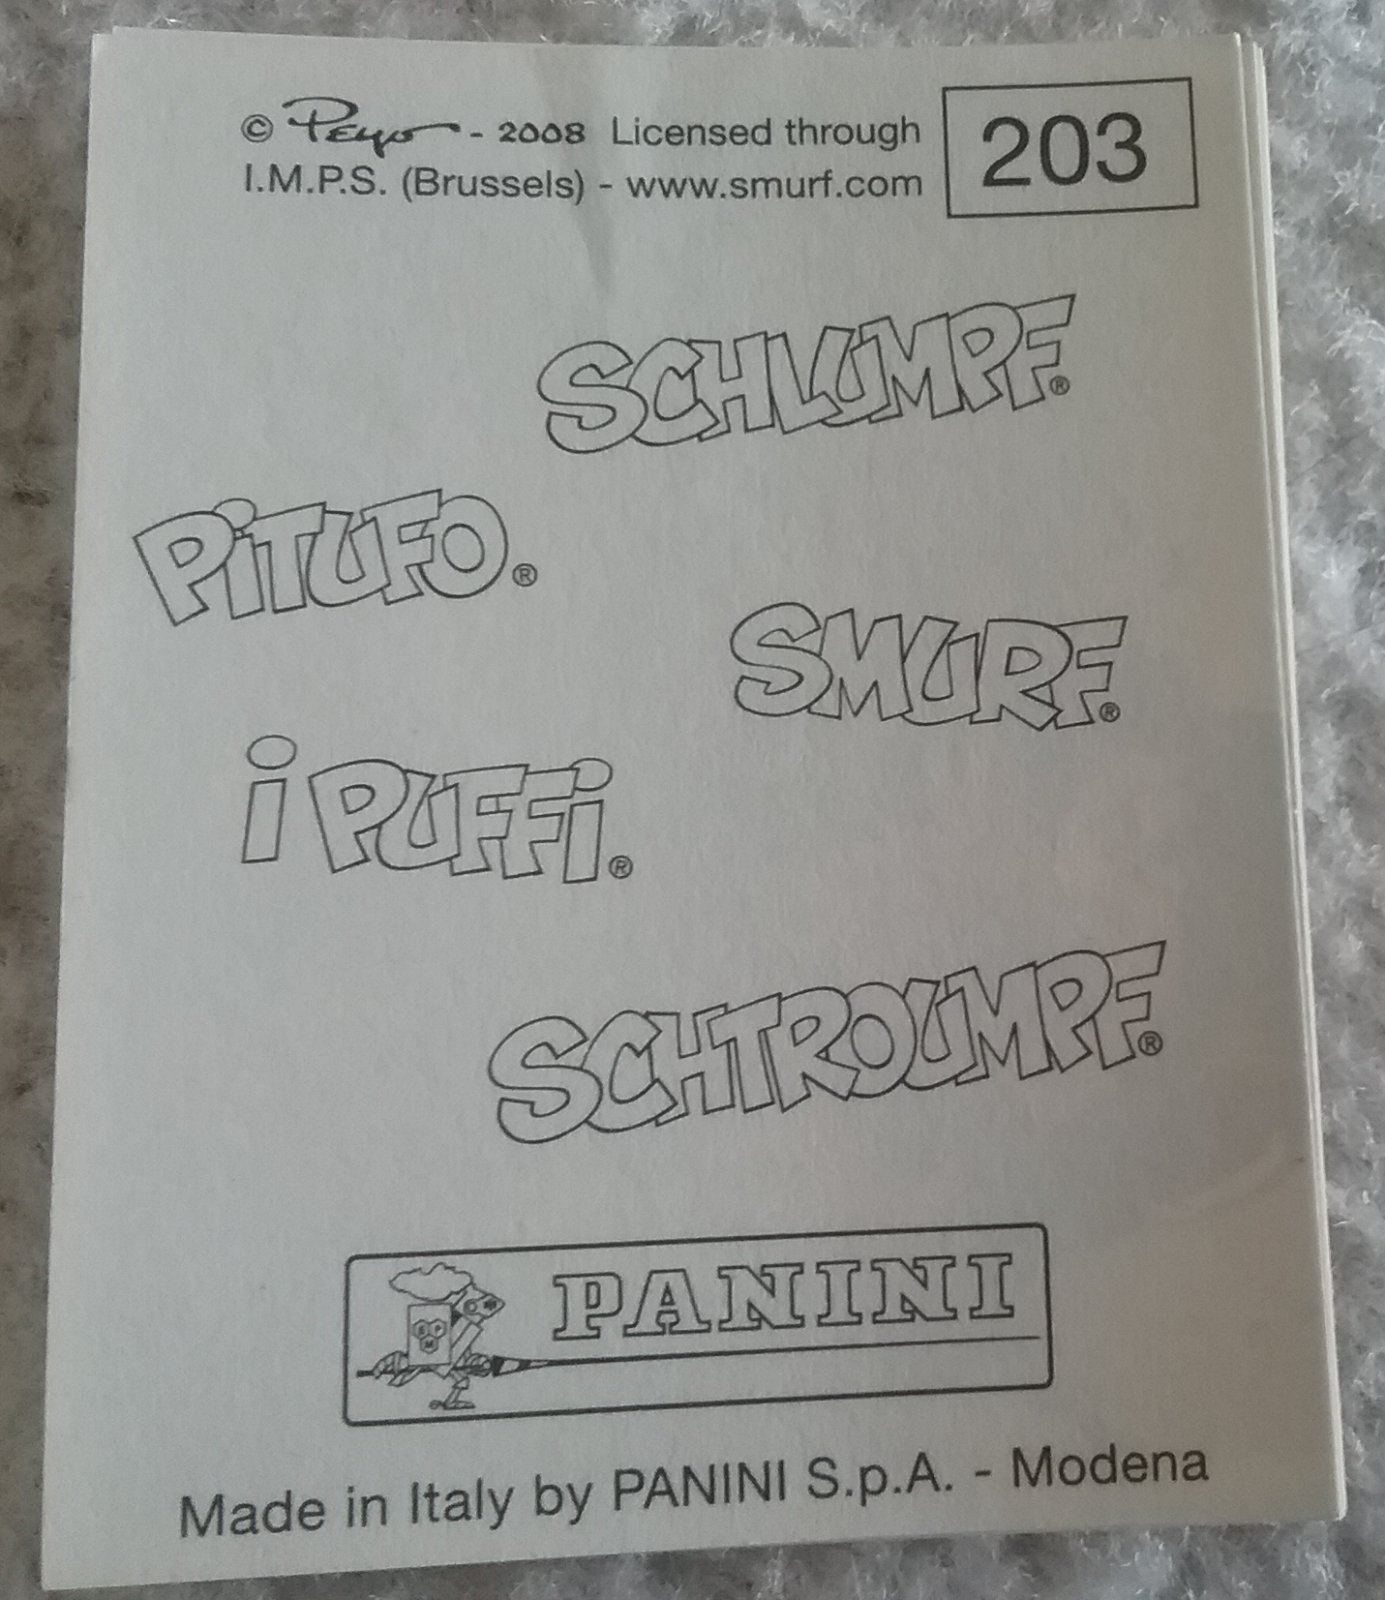 © Peyo - 2008 Licensed through
I.M.P.S. (Brussels) - www.smurf.com
203
SCHLUMPF®
PiTUFO®
SMURF®
i PUFFi®
SCHTROUMPF®
PANINI
Made in Italy by PANINI S.p.A. - Modena